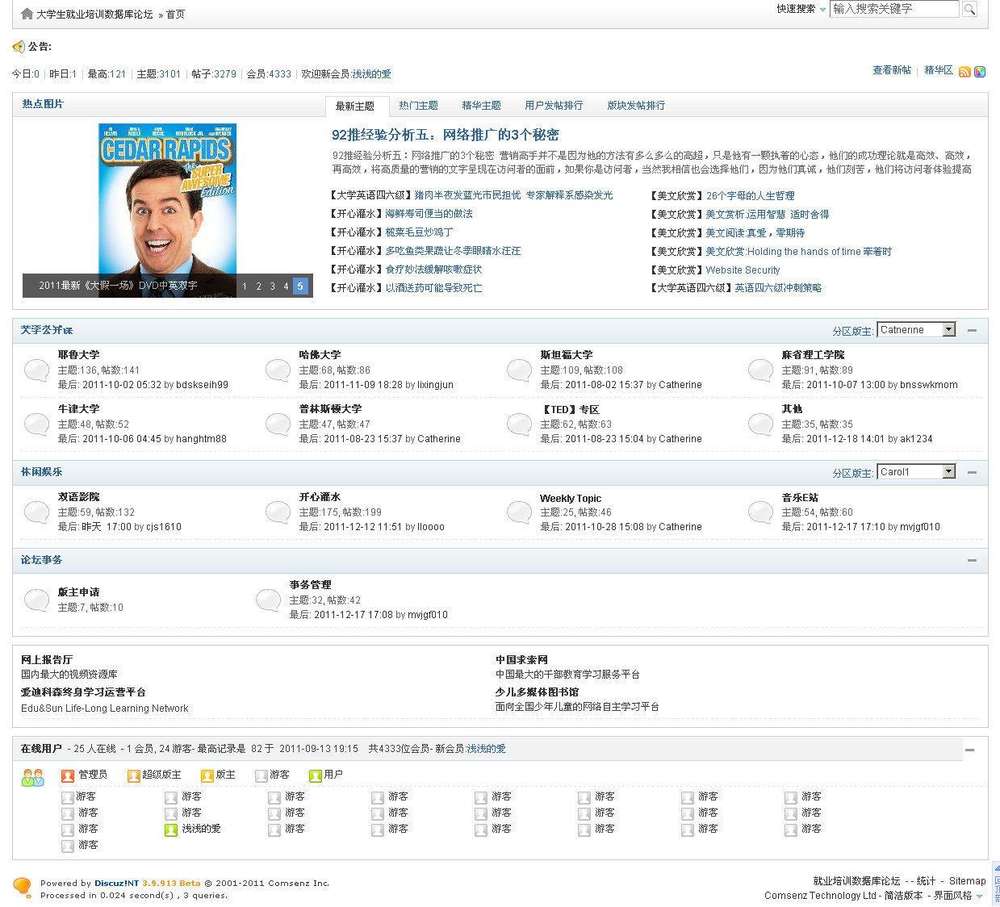 大学生就业培训数据库论坛 » 首页
快速搜索 输入搜索关键字
公告:
今日:0 | 昨日:1 | 最高:121 | 主题:3101 | 帖子:3279 | 会员:4333 | 欢迎新会员:浅浅的爱
查看新帖 | 精华区
热点图片
最新主题 热门主题 精华主题 用户发帖排行 版块发帖排行
CEDAR RAPIDS
the SUPER AWESOME Edition
2011最新《大假一场》DVD中英双字 1 2 3 4 5
92推经验分析五：网络推广的3个秘密
92推经验分析五：网络推广的3个秘密 营销高手并不是因为他的方法有多么多么的高超，只是他有一颗执着的心态，他们的成功理论就是高效、高效，
再高效，将高质量的营销的文字呈现在访问者的面前，如果你是访问者，当然我相信也会选择他们，因为他们真诚，他们刻苦，他们将访问者体验提高
【大学英语四六级】猪肉半夜发蓝光市民担忧 专家解释系感染发光
【开心灌水】海鲜寿司便当的做法
【开心灌水】榄菜毛豆炒鸡丁
【开心灌水】多吃鱼类果蔬让冬季眼睛水汪汪
【开心灌水】食疗妙法缓解咳嗽症状
【开心灌水】以酒送药可能导致死亡
【美文欣赏】26个字母的人生哲理
【美文欣赏】美文赏析:运用智慧 适时舍得
【美文欣赏】美文阅读:真爱，零期待
【美文欣赏】美文欣赏:Holding the hands of time 牵着时
【美文欣赏】Website Security
【大学英语四六级】英语四六级冲刺策略
大学公开课
分区版主: Catherine
耶鲁大学
主题:136, 帖数:141
最后: 2011-10-02 05:32 by bdskseih99
哈佛大学
主题:68, 帖数:86
最后: 2011-11-09 18:28 by lixingjun
斯坦福大学
主题:109, 帖数:108
最后: 2011-08-02 15:37 by Catherine
麻省理工学院
主题:91, 帖数:89
最后: 2011-10-07 13:00 by bnsswkmom
牛津大学
主题:48, 帖数:52
最后: 2011-10-06 04:45 by hanghtm88
普林斯顿大学
主题:47, 帖数:47
最后: 2011-08-23 15:37 by Catherine
【TED】专区
主题:62, 帖数:63
最后: 2011-08-23 15:04 by Catherine
其他
主题:35, 帖数:35
最后: 2011-12-18 14:01 by ak1234
休闲娱乐
分区版主: Carol1
双语影院
主题:59, 帖数:132
最后: 昨天 17:00 by cjs1610
开心灌水
主题:175, 帖数:199
最后: 2011-12-12 11:51 by lloooo
Weekly Topic
主题:25, 帖数:46
最后: 2011-10-28 15:08 by Catherine
音乐E站
主题:54, 帖数:60
最后: 2011-12-17 17:10 by mvjgf010
论坛事务
版主申请
主题:7, 帖数:10
事务管理
主题:32, 帖数:42
最后: 2011-12-17 17:08 by mvjgf010
网上报告厅
国内最大的视频资源库
中国求索网
中国最大的干部教育学习服务平台
爱迪科森终身学习运营平台
Edu&Sun Life-Long Learning Network
少儿多媒体图书馆
面向全国少年儿童的网络自主学习平台
在线用户 - 25 人在线 - 1 会员, 24 游客- 最高记录是 82 于 2011-09-13 19:15 共4333位会员- 新会员:浅浅的爱
管理员 超级版主 版主 游客 用户
游客 游客 游客 游客 游客 游客 游客 游客
游客 游客 游客 游客 游客 游客 游客 游客
游客 浅浅的爱 游客 游客 游客 游客 游客 游客
游客
Powered by Discuz!NT 3.9.913 Beta © 2001-2011 Comsenz Inc.
Processed in 0.024 second(s) , 3 queries.
就业培训数据库论坛 - - 统计 - Sitemap
Comsenz Technology Ltd - 简洁版本 - 界面风格